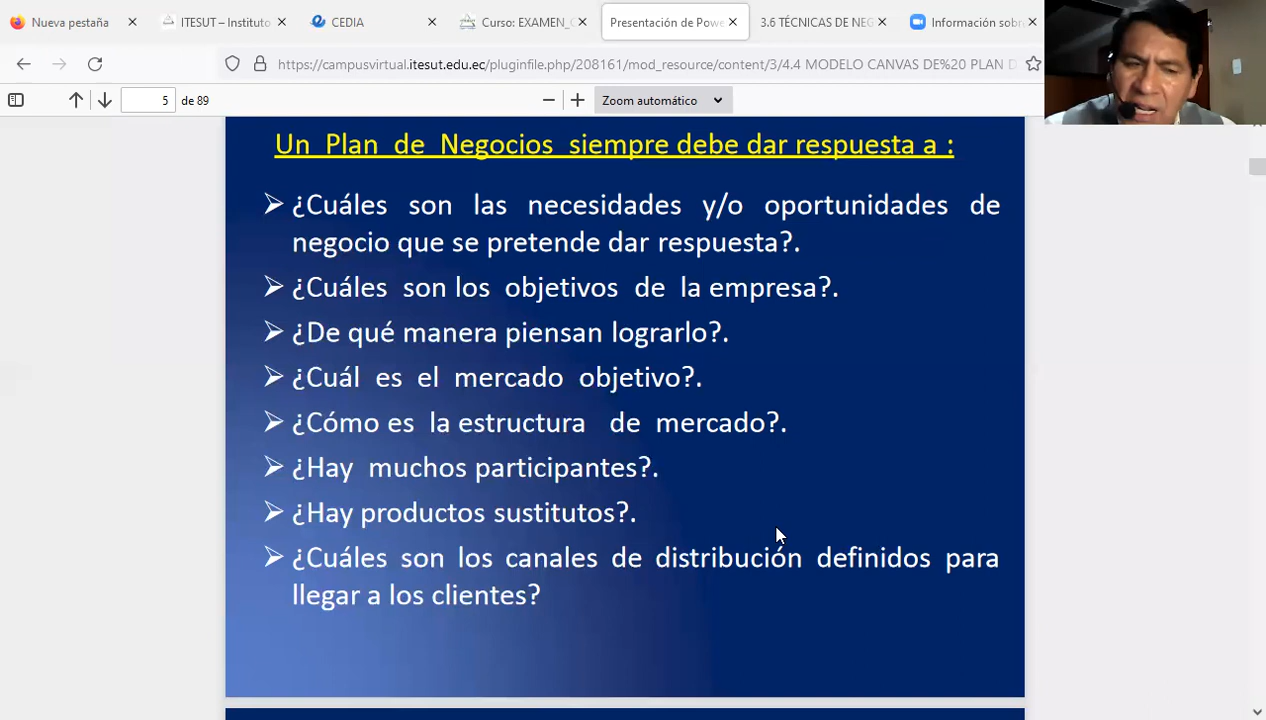 Nueva pestaña
ITESUT – Instituto
CEDIA
Curso: EXAMEN_C
Presentación de Powe
3.6 TÉCNICAS DE NEG
Información sobr
https://campusvirtual.itesut.edu.ec/pluginfile.php/208161/mod_resource/content/3/4.4 MODELO CANVAS DE%20 PLAN D
5 de 89
Zoom automático
Un Plan de Negocios siempre debe dar respuesta a :
¿Cuáles son las necesidades y/o oportunidades de
negocio que se pretende dar respuesta?.
¿Cuáles son los objetivos de la empresa?.
¿De qué manera piensan lograrlo?.
¿Cuál es el mercado objetivo?.
¿Cómo es la estructura de mercado?.
¿Hay muchos participantes?.
¿Hay productos sustitutos?.
¿Cuáles son los canales de distribución definidos para
llegar a los clientes?